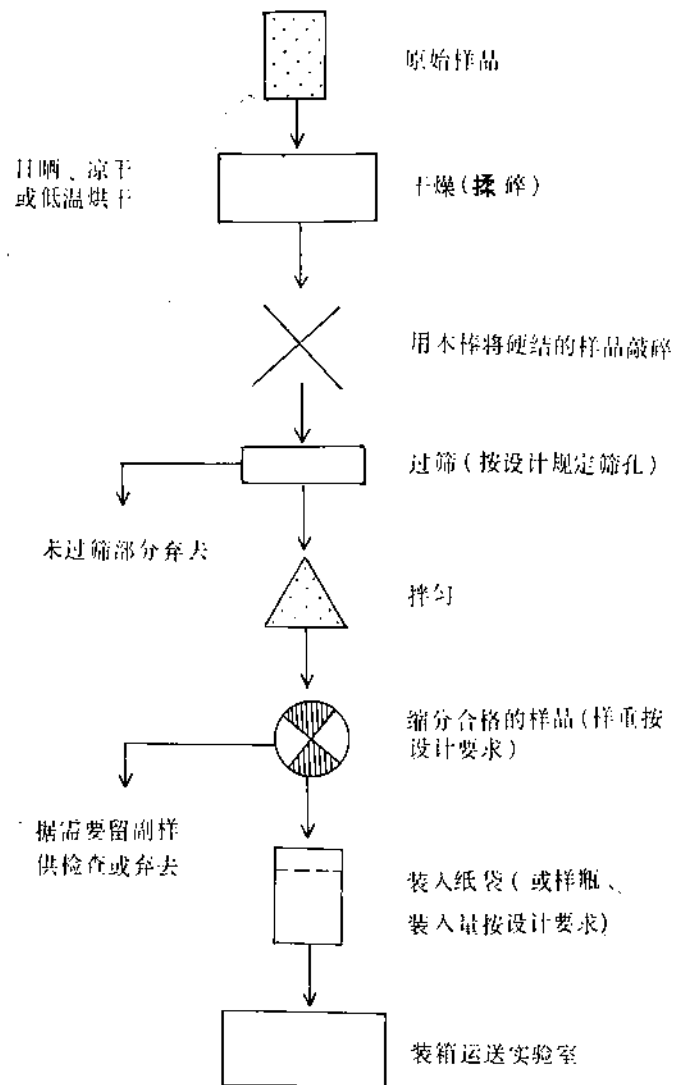 原始样品
日晒、凉干
或低温烘干
干燥(揉碎)
用木棒将硬结的样品敲碎
过筛(按设计规定筛孔)
未过筛部分弃去
拌匀
缩分合格的样品(样重按
设计要求)
据需要留副样
供检查或弃去
装入纸袋(或样瓶、
装入量按设计要求)
装箱运送实验室